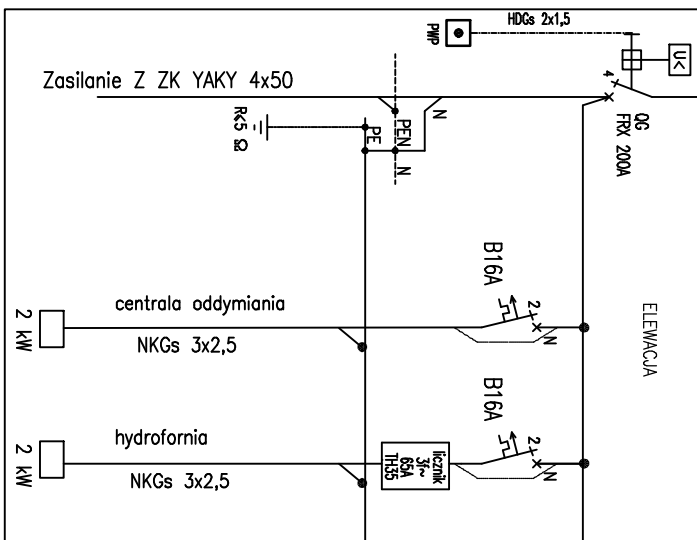 HDGs 2x1,5
PWP
U<
4
Zasilanie Z ZK YAKY 4x50
QG
FRX 200A
N
PEN
N
PE
R<5 Ω
ELEWACJA
B16A
2
N
centrala oddymiania
NKGs 3x2,5
2 kW
B16A
2
N
hydrofornia
NKGs 3x2,5
licznik
3f~
65A
TH35
2 kW